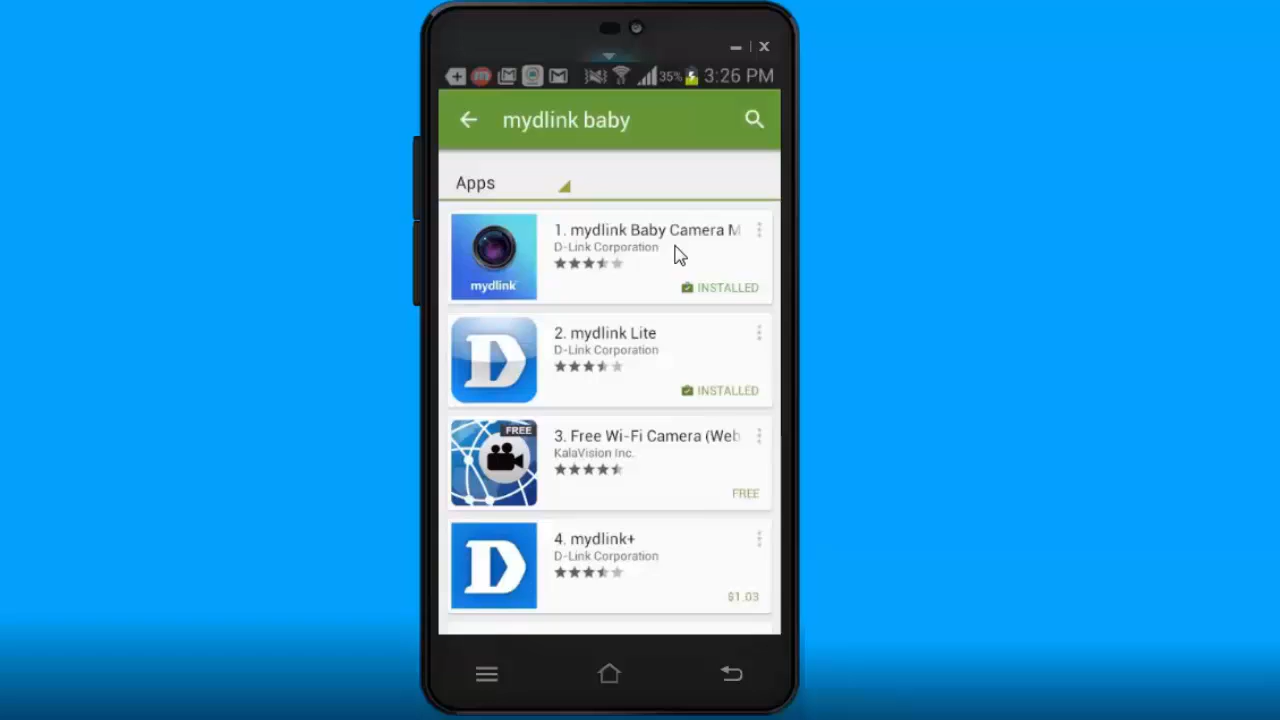 35% 3:26 PM
mydlink baby
Apps
mydlink
1. mydlink Baby Camera M
D-Link Corporation
INSTALLED
D
2. mydlink Lite
D-Link Corporation
INSTALLED
FREE
3. Free Wi-Fi Camera (Web
KalaVision Inc.
FREE
D
4. mydlink+
D-Link Corporation
$1.03